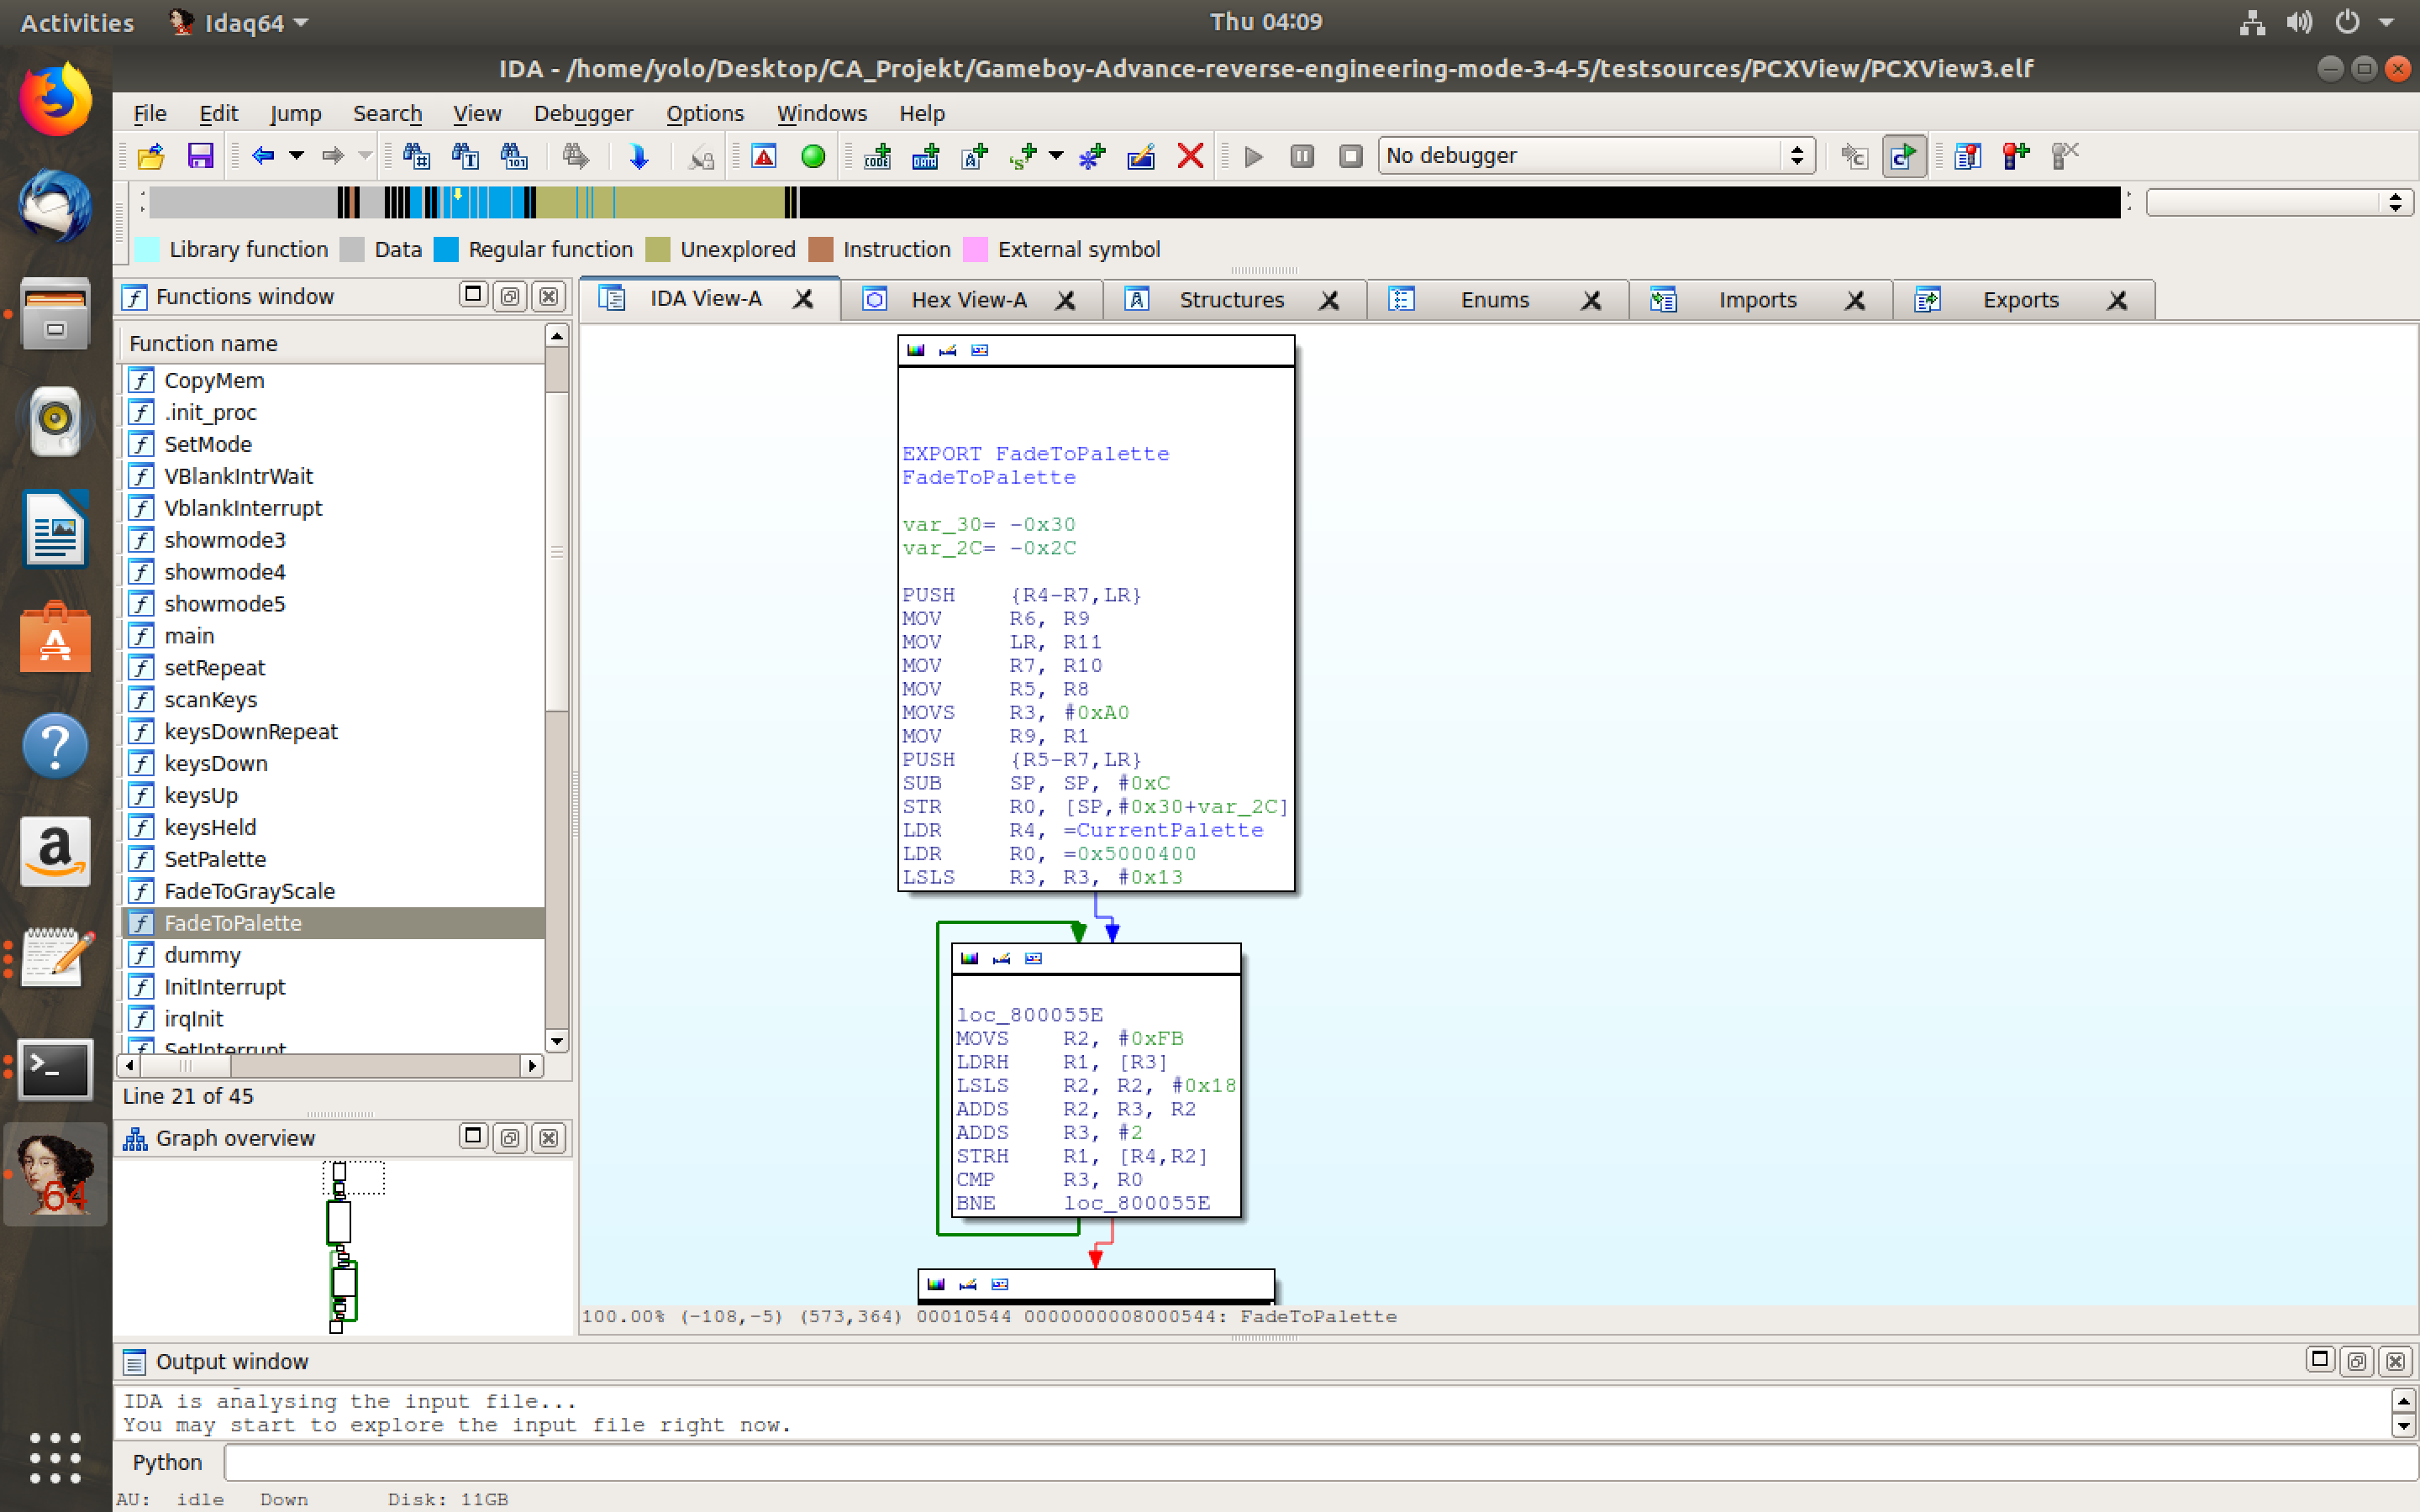 Activities Idaq64 Thu 04:09
IDA - /home/yolo/Desktop/CA_Projekt/Gameboy-Advance-reverse-engineering-mode-3-4-5/testsources/PCXView/PCXView3.elf
File Edit Jump Search View Debugger Options Windows Help
No debugger
Library function Data Regular function Unexplored Instruction External symbol
Functions window
Function name
CopyMem
.init_proc
SetMode
VBlankIntrWait
VblankInterrupt
showmode3
showmode4
showmode5
main
setRepeat
scanKeys
keysDownRepeat
keysDown
keysUp
keysHeld
SetPalette
FadeToGrayScale
FadeToPalette
dummy
InitInterrupt
irqInit
SetInterrupt
Line 21 of 45
Graph overview
64
IDA View-A Hex View-A Structures Enums Imports Exports
EXPORT FadeToPalette
FadeToPalette
var_30= -0x30
var_2C= -0x2C
PUSH {R4-R7,LR}
MOV R6, R9
MOV LR, R11
MOV R7, R10
MOV R5, R8
MOVS R3, #0xA0
MOV R9, R1
PUSH {R5-R7,LR}
SUB SP, SP, #0xC
STR R0, [SP,#0x30+var_2C]
LDR R4, =CurrentPalette
LDR R0, =0x5000400
LSLS R3, R3, #0x13
loc_800055E
MOVS R2, #0xFB
LDRH R1, [R3]
LSLS R2, R2, #0x18
ADDS R2, R3, R2
ADDS R3, #2
STRH R1, [R4,R2]
CMP R3, R0
BNE loc_800055E
100.00% (-108,-5) (573,364) 00010544 0000000008000544: FadeToPalette
Output window
IDA is analysing the input file...
You may start to explore the input file right now.
Python
AU: idle Down Disk: 11GB